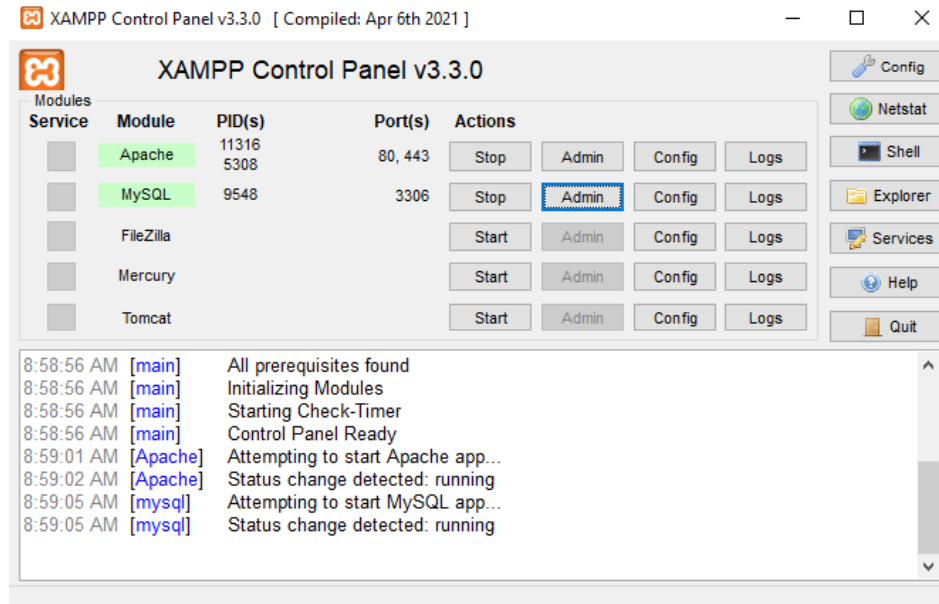 XAMPP Control Panel v3.3.0 [ Compiled: Apr 6th 2021 ]
XAMPP Control Panel v3.3.0
Config
Modules
Service Module PID(s) Port(s) Actions
Netstat
Apache 11316 5308 80, 443 Stop Admin Config Logs
Shell
MySQL 9548 3306 Stop Admin Config Logs
Explorer
FileZilla Start Admin Config Logs
Services
Mercury Start Admin Config Logs
Help
Tomcat Start Admin Config Logs
Quit
8:58:56 AM [main] All prerequisites found
8:58:56 AM [main] Initializing Modules
8:58:56 AM [main] Starting Check-Timer
8:58:56 AM [main] Control Panel Ready
8:59:01 AM [Apache] Attempting to start Apache app...
8:59:02 AM [Apache] Status change detected: running
8:59:05 AM [mysql] Attempting to start MySQL app...
8:59:05 AM [mysql] Status change detected: running